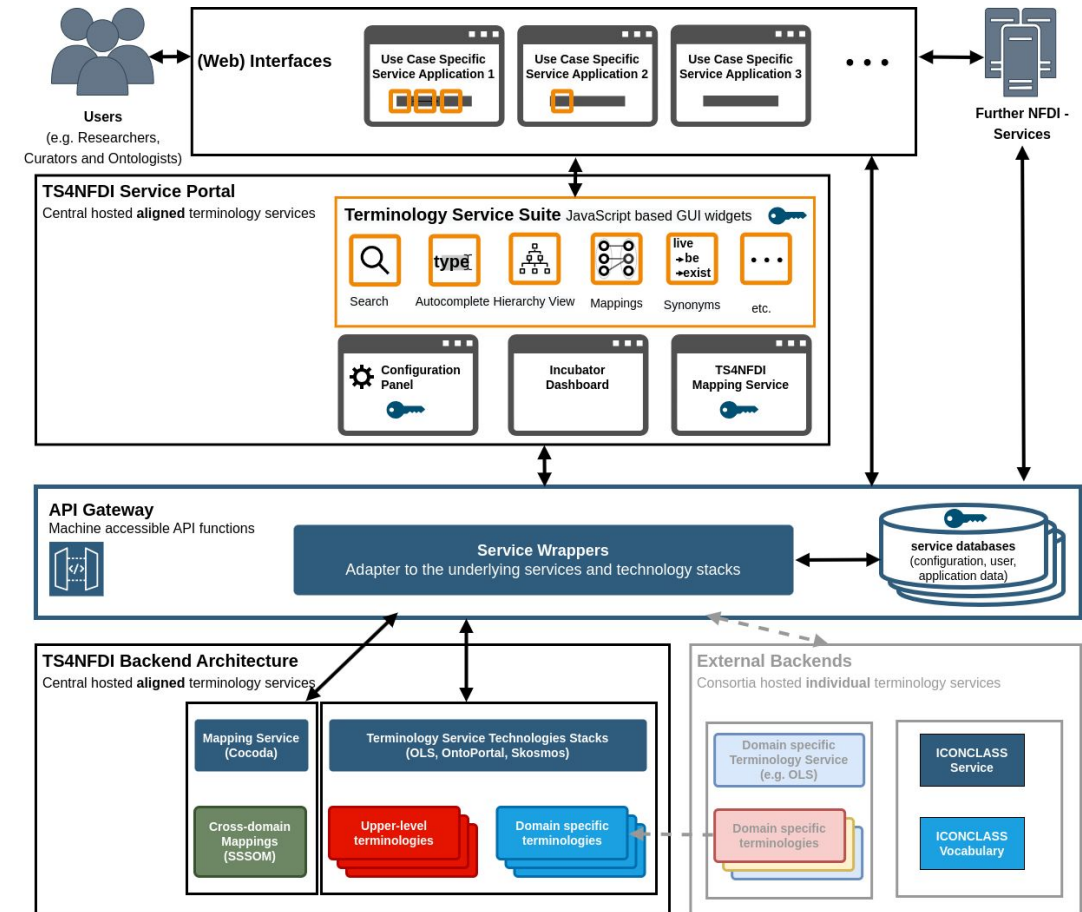 Users
(e.g. Researchers,
Curators and Ontologists)
(Web) Interfaces
Use Case Specific
Service Application 1
Use Case Specific
Service Application 2
Use Case Specific
Service Application 3
Further NFDI -
Services
TS4NFDI Service Portal
Central hosted aligned terminology services
Terminology Service Suite JavaScript based GUI widgets
type
live
be
exist
Search
Autocomplete
Hierarchy View
Mappings
Synonyms
etc.
Configuration
Panel
Incubator
Dashboard
TS4NFDI
Mapping Service
API Gateway
Machine accessible API functions
</>
Service Wrappers
Adapter to the underlying services and technology stacks
service databases
(configuration, user,
application data)
TS4NFDI Backend Architecture
Central hosted aligned terminology services
Mapping Service
(Cocoda)
Terminology Service Technologies Stacks
(OLS, OntoPortal, Skosmos)
Cross-domain
Mappings
(SSSOM)
Upper-level
terminologies
Domain specific
terminologies
External Backends
Consortia hosted individual terminology services
Domain specific
Terminology Service
(e.g. OLS)
Domain specific
terminologies
ICONCLASS
Service
ICONCLASS
Vocabulary